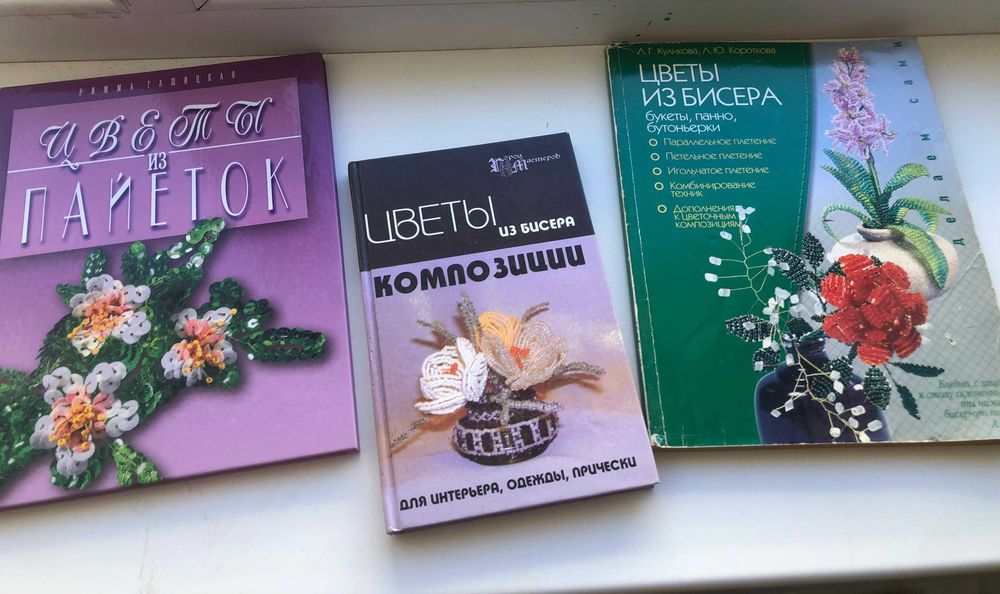 РИММА ГАШИЦКАЯ
ЦВЕТЫ
ИЗ
ПАЙЕТОК
Город
Мастеров
ЦВЕТЫ ИЗ БИСЕРА
КОМПОЗИЦИИ
ДЛЯ ИНТЕРЬЕРА, ОДЕЖДЫ, ПРИЧЕСКИ
Л.Г. Куликова, Л.Ю. Короткова
ЦВЕТЫ
ИЗ БИСЕРА
букеты, панно,
бутоньерки
Параллельное плетение
Петельное плетение
Игольчатое плетение
Комбинирование
техник
Дополнения
к цветочным
композициям
делаем сами